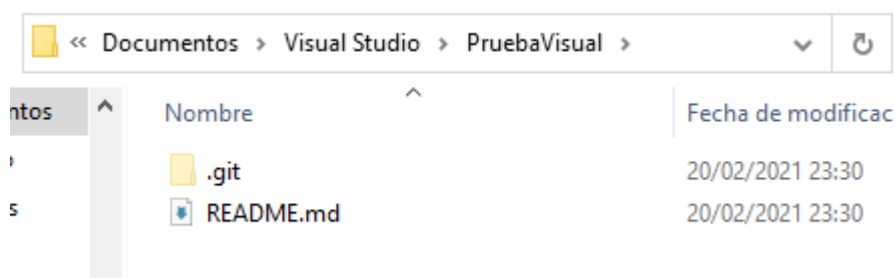 « Documentos > Visual Studio > PruebaVisual >
ntos
Nombre
Fecha de modificac
.git
20/02/2021 23:30
s
README.md
20/02/2021 23:30